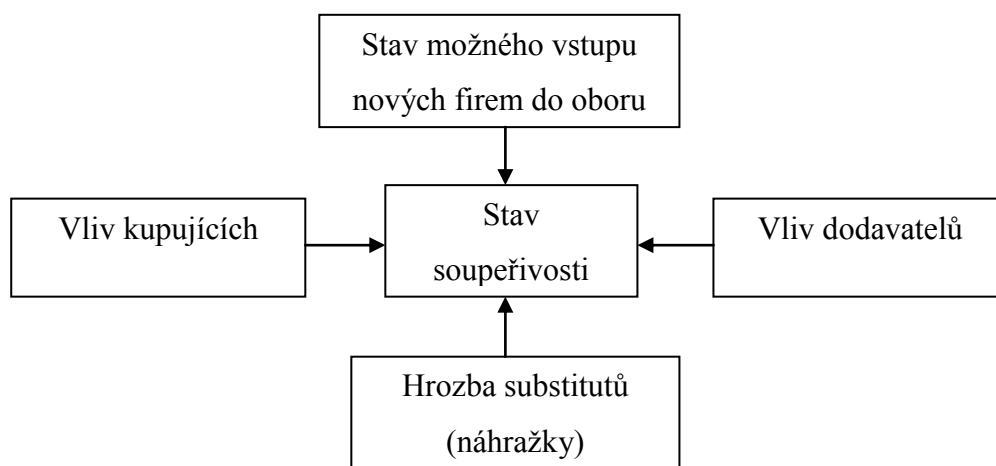 Stav možného vstupu
nových firem do oboru
Vliv kupujících
Stav
soupeřivosti
Vliv dodavatelů
Hrozba substitutů
(náhražky)